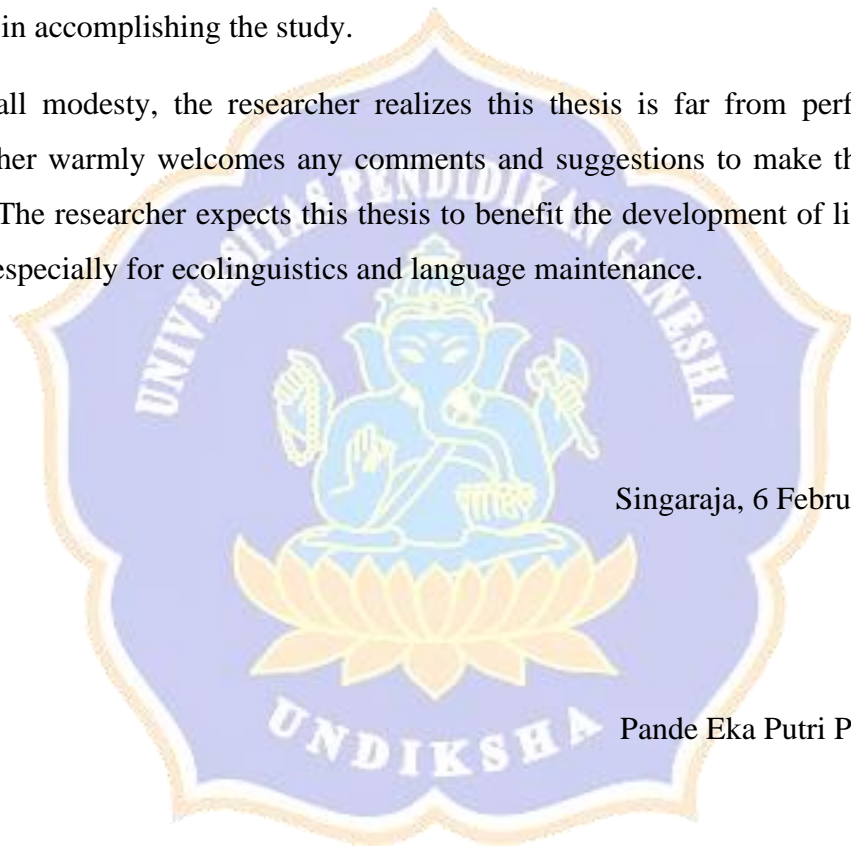 in accomplishing the study.
all modesty, the researcher realizes this thesis is far from perf
her warmly welcomes any comments and suggestions to make th
The researcher expects this thesis to benefit the development of li
especially for ecolinguistics and language maintenance.
UNIVERSITAS PENDIDIKAN GANESHA
Singaraja, 6 Febru
UNDIKSHA
Pande Eka Putri P